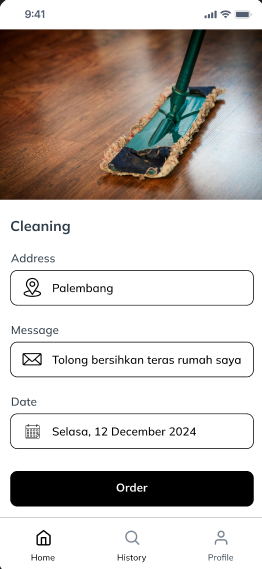 9:41
Cleaning
Address
Palembang
Message
Tolong bersihkan teras rumah saya
Date
Selasa, 12 December 2024
Order
Home
History
Profile